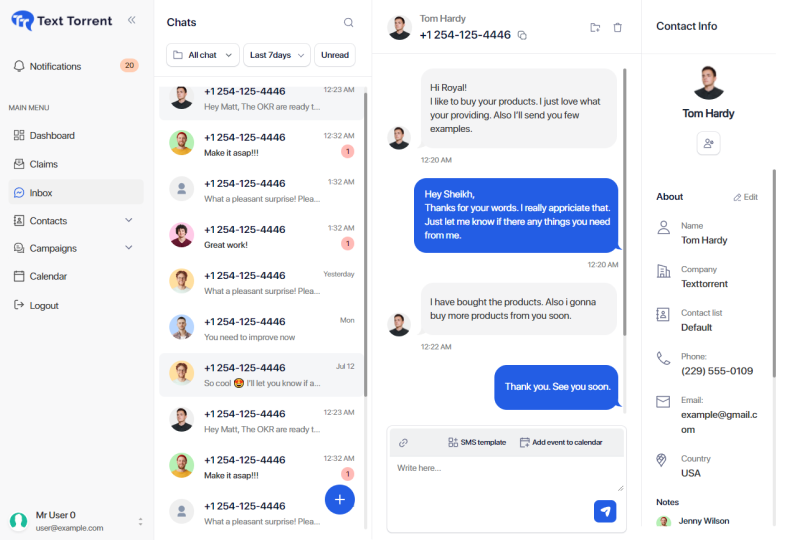 Text Torrent
Notifications
20
MAIN MENU
Dashboard
Claims
Inbox
Contacts
Campaigns
Calendar
Logout
Mr User 0
user@example.com
Chats
All chat
Last 7days
Unread
+1 254-125-4446
12:23 AM
Hey Matt, The OKR are ready t...
+1 254-125-4446
12:32 AM
Make it asap!!!
1
+1 254-125-4446
1:32 AM
What a pleasant surprise! Plea...
+1 254-125-4446
1:32 AM
Great work!
1
+1 254-125-4446
Yesterday
What a pleasant surprise! Plea...
+1 254-125-4446
Mon
You need to improve now
+1 254-125-4446
Jul 12
So cool 🤩 I'll let you know if a...
+1 254-125-4446
12:23 AM
Hey Matt, The OKR are ready t...
+1 254-125-4446
12:32 AM
Make it asap!!!
1
+1 254-125-4446
What a pleasant surprise! Plea...
Tom Hardy
+1 254-125-4446
Hi Royal!
I like to buy your products. I just love what
your providing. Also I'll send you few
examples.
12:20 AM
Hey Sheikh,
Thanks for your words. I really appriciate that.
Just let me know if there any things you need
from me.
12:20 AM
I have bought the products. Also i gonna
buy more products from you soon.
12:22 AM
Thank you. See you soon.
SMS template
Add event to calendar
Write here...
Contact Info
Tom Hardy
About
Edit
Name
Tom Hardy
Company
Texttorrent
Contact list
Default
Phone:
(229) 555-0109
Email:
example@gmail.c
om
Country
USA
Notes
Jenny Wilson